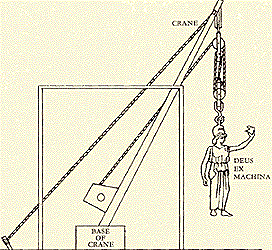 CRANE
DEUS
EX
MACHINA
BASE
OF
CRANE